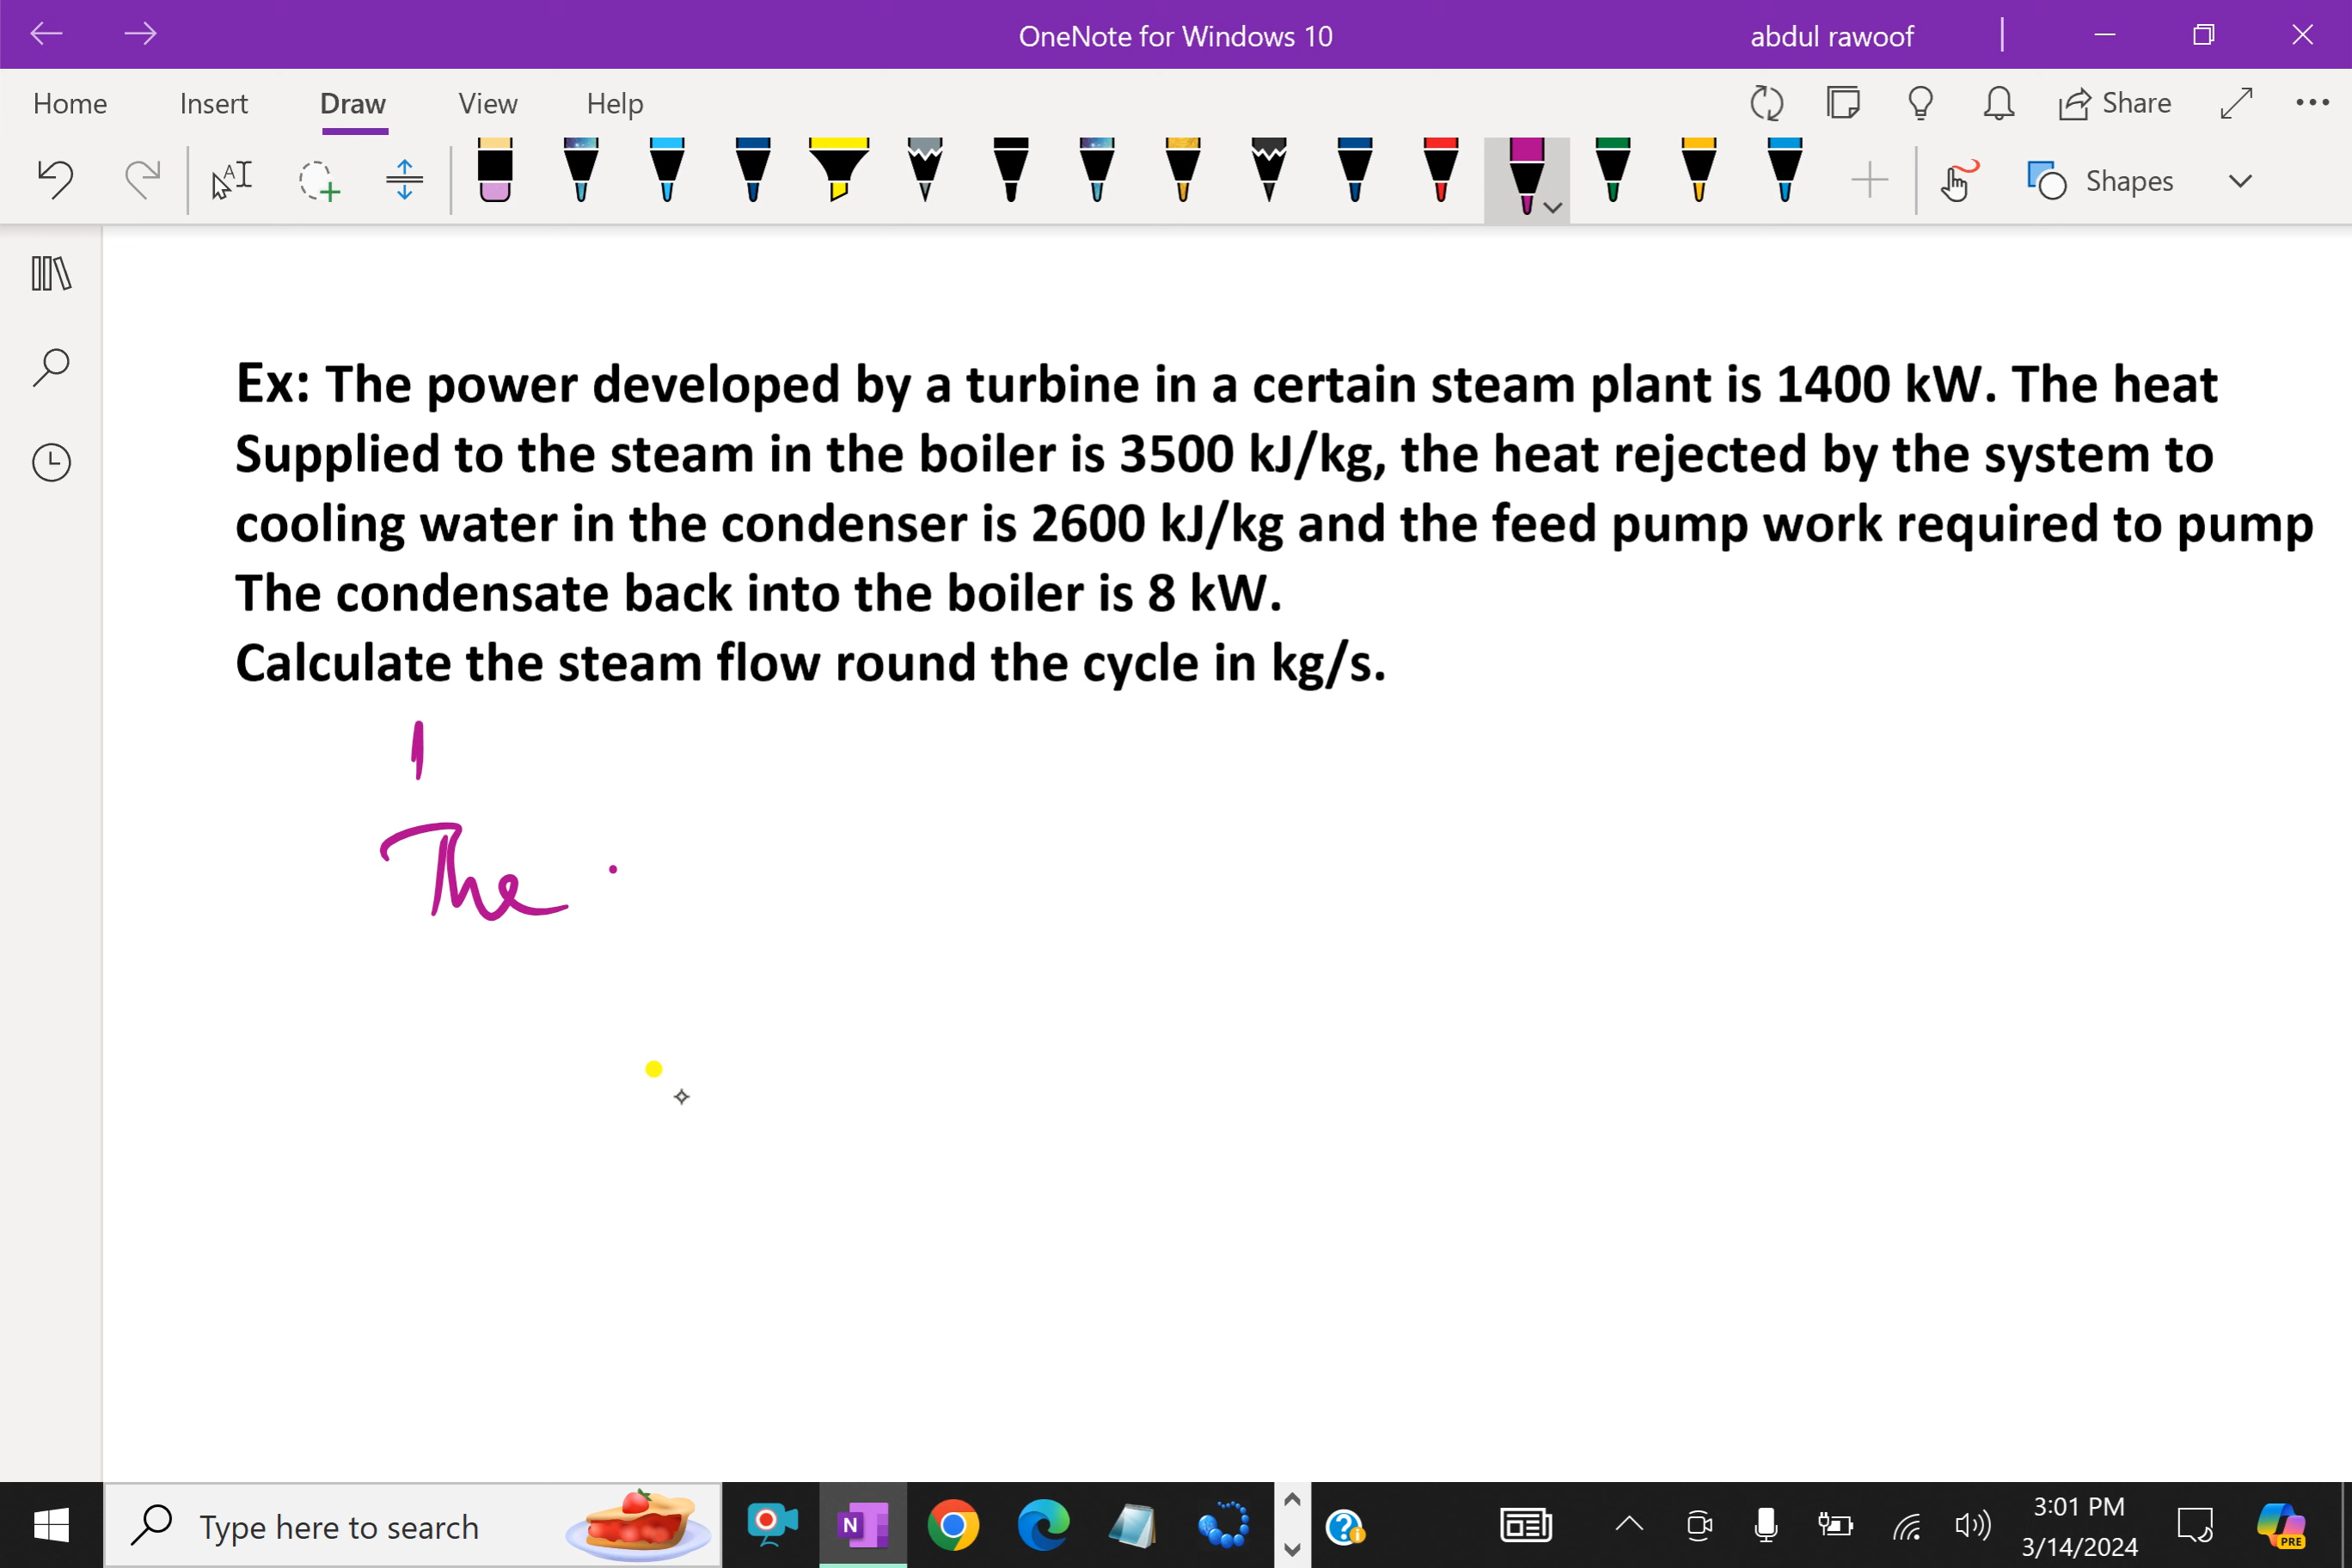 OneNote for Windows 10
abdul rawoof
Home Insert Draw View Help
Share
Shapes
Ex: The power developed by a turbine in a certain steam plant is 1400 kW. The heat
Supplied to the steam in the boiler is 3500 kJ/kg, the heat rejected by the system to
cooling water in the condenser is 2600 kJ/kg and the feed pump work required to pump
The condensate back into the boiler is 8 kW.
Calculate the steam flow round the cycle in kg/s.
The
Type here to search
N
3:01 PM
3/14/2024
PRE